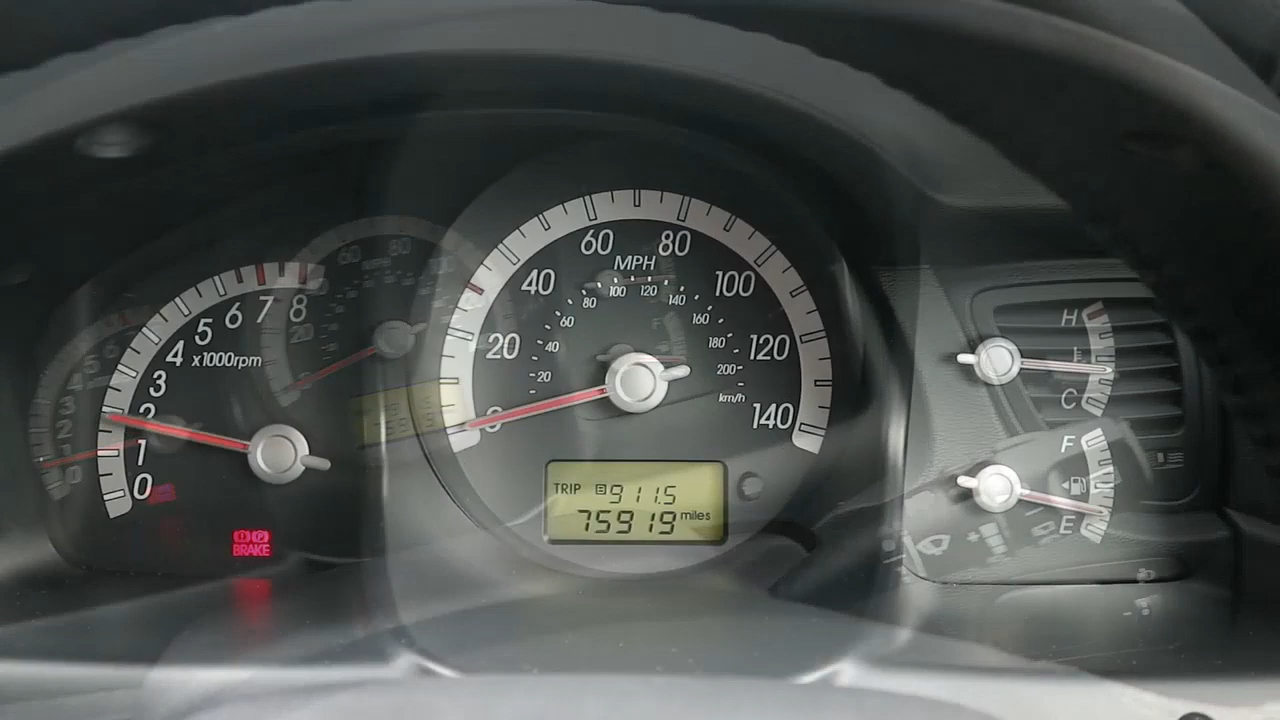 0 1 2 3 4 5 6 7 8
x1000rpm
BRAKE
0 20 40 60 80 100 120 140
MPH
20 40 60 80 100 120 140 160 180 200
km/h
TRIP 911.5
75919 miles
H
C
F
E